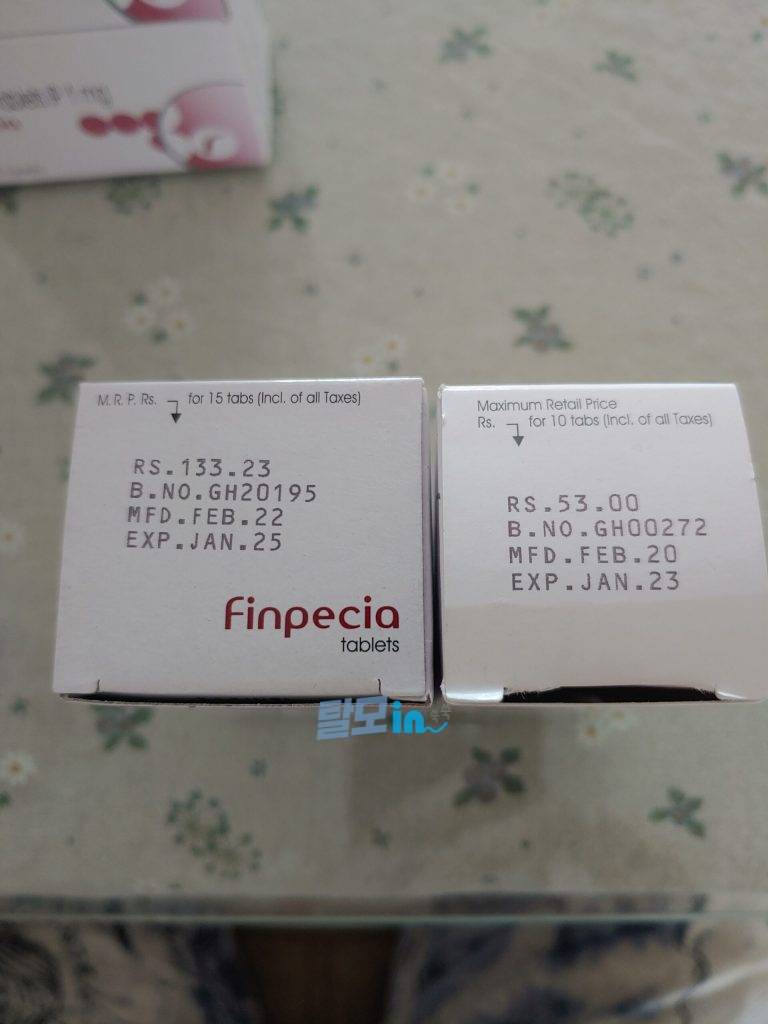 1 mg
M. R. P. Rs. for 15 tabs (Incl. of all Taxes)
RS.133.23
B.NO.GH20195
MFD.FEB.22
EXP.JAN.25
Finpecia
tablets
Maximum Retail Price
Rs. for 10 tabs (Incl. of all Taxes)
RS.53.00
B.NO.GH00272
MFD.FEB.20
EXP.JAN.23
탈모in